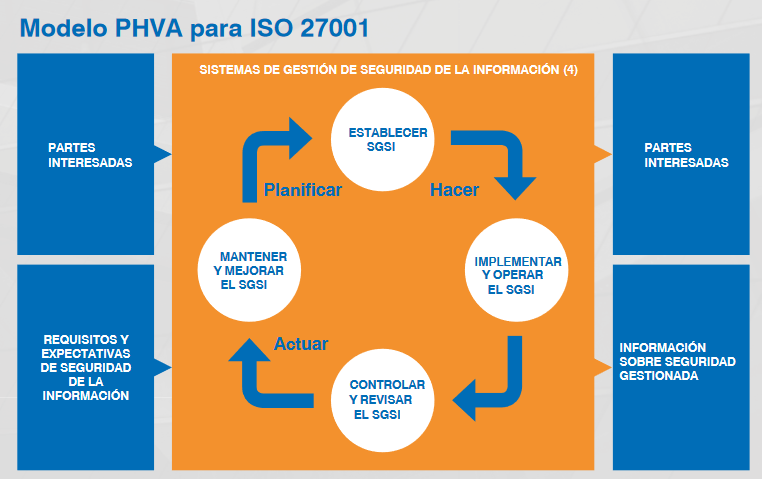 Modelo PHVA para ISO 27001
SISTEMAS DE GESTIÓN DE SEGURIDAD DE LA INFORMACIÓN (4)
PARTES
INTERESADAS
REQUISITOS Y
EXPECTATIVAS
DE SEGURIDAD
DE LA
INFORMACIÓN
ESTABLECER
SGSI
Planificar
Hacer
MANTENER
Y MEJORAR
EL SGSI
IMPLEMENTAR
Y OPERAR
EL SGSI
Actuar
CONTROLAR
Y REVISAR
EL SGSI
PARTES
INTERESADAS
INFORMACIÓN
SOBRE SEGURIDAD
GESTIONADA